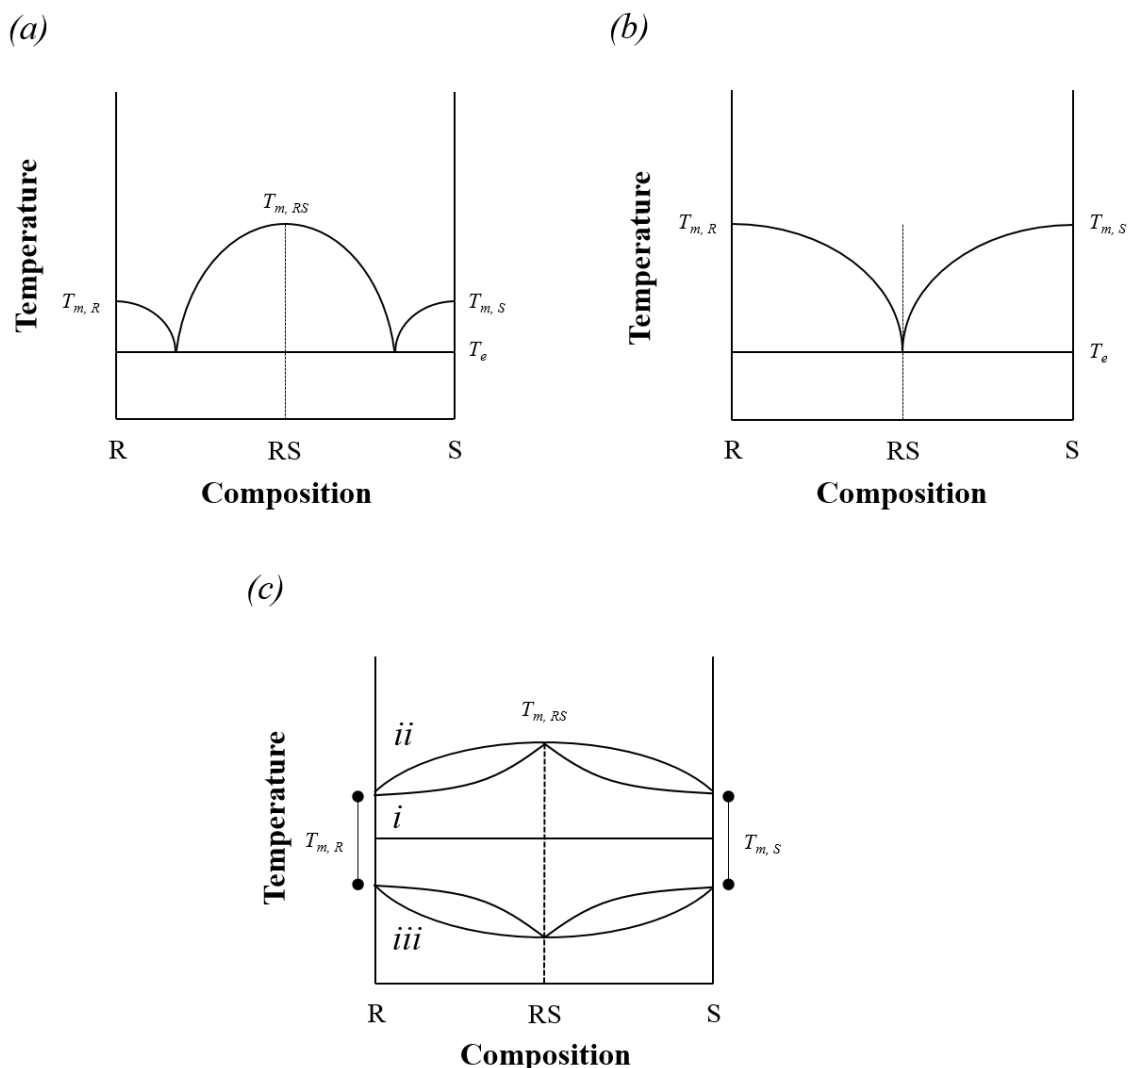 (a)
Temperature
T_{m, RS}
T_{m, R}
T_{m, S}
T_e
R
RS
S
Composition
(b)
Temperature
T_{m, R}
T_{m, S}
T_e
R
RS
S
Composition
(c)
Temperature
T_{m, RS}
ii
i
T_{m, R}
T_{m, S}
iii
R
RS
S
Composition